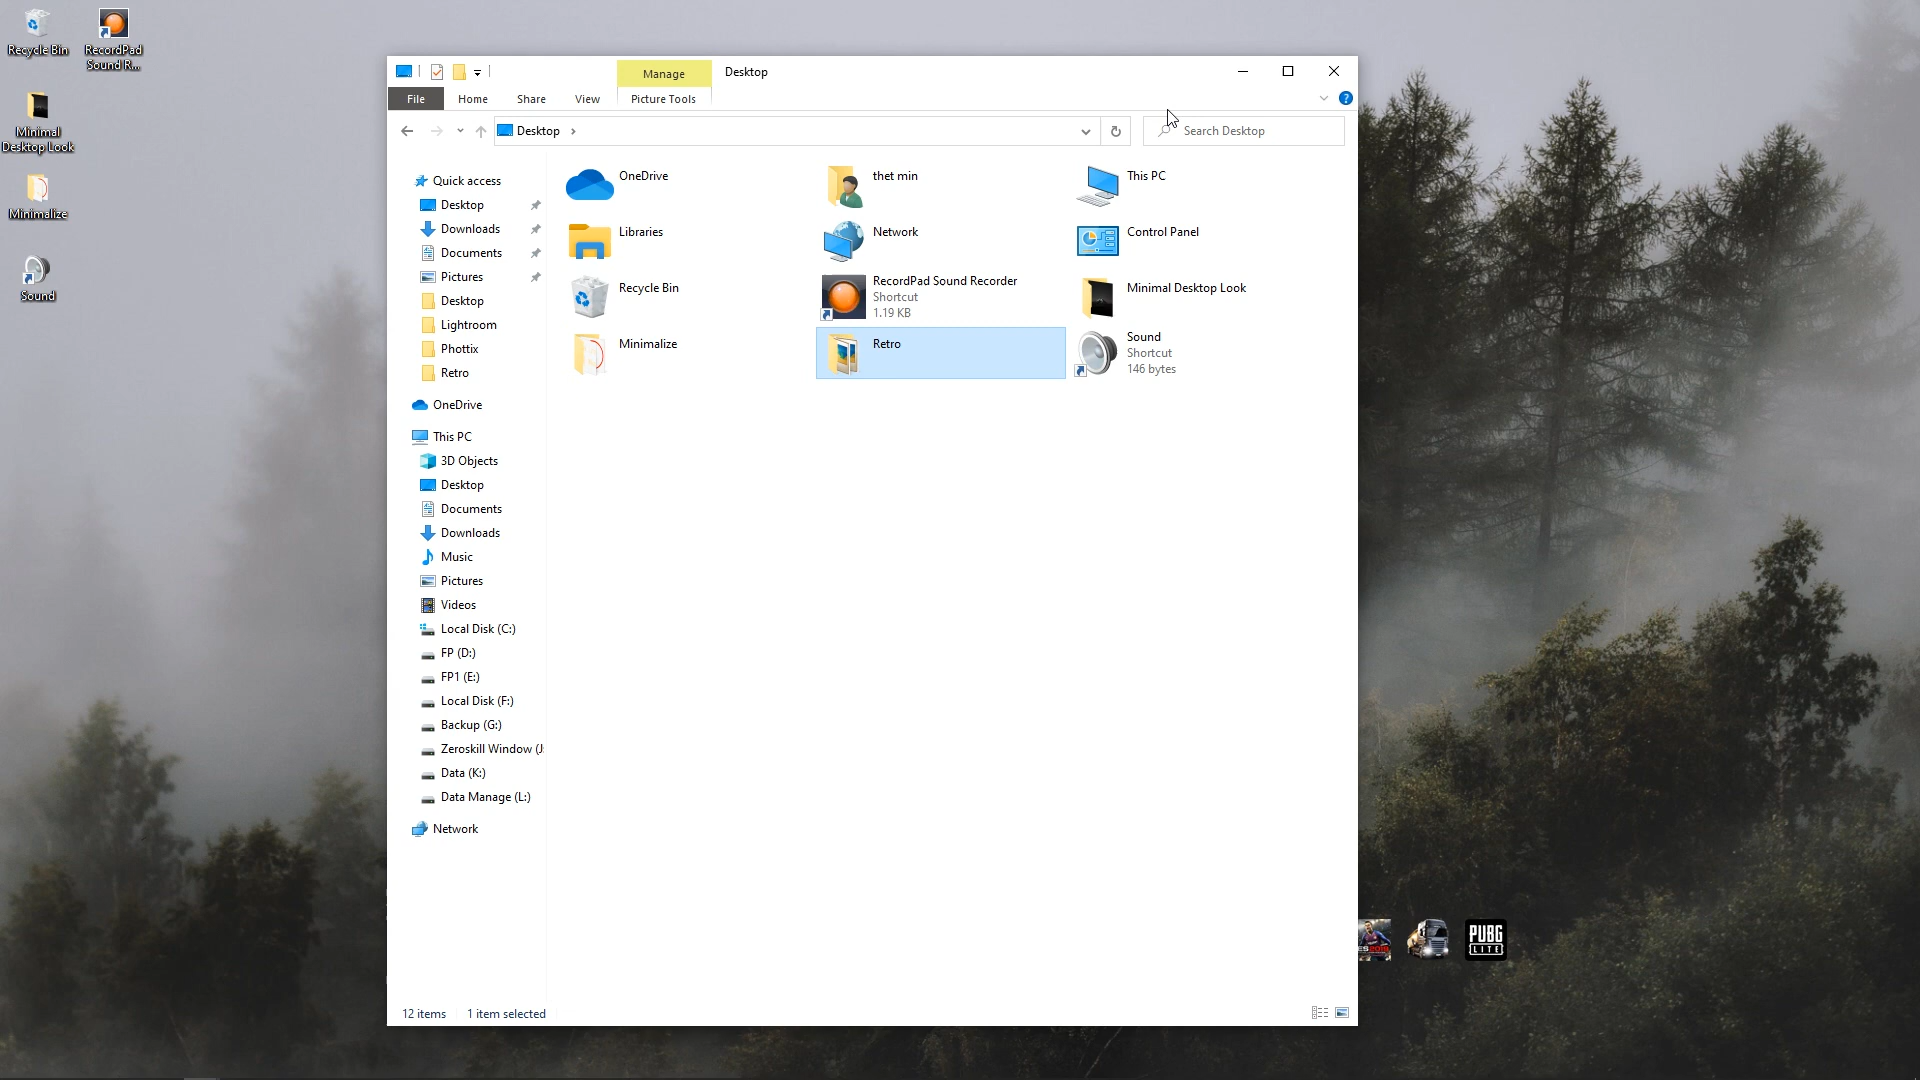 Recycle Bin
RecordPad
Sound R...
Minimal
Desktop Look
Minimalize
Sound
Manage
Desktop
File
Home
Share
View
Picture Tools
Desktop
Search Desktop
Quick access
Desktop
Downloads
Documents
Pictures
Desktop
Lightroom
Phottix
Retro
OneDrive
This PC
3D Objects
Desktop
Documents
Downloads
Music
Pictures
Videos
Local Disk (C:)
FP (D:)
FP1 (E:)
Local Disk (F:)
Backup (G:)
Zeroskill Window (J:
Data (K:)
Data Manage (L:)
Network
OneDrive
thet min
This PC
Libraries
Network
Control Panel
Recycle Bin
RecordPad Sound Recorder
Shortcut
1.19 KB
Minimal Desktop Look
Minimalize
Retro
Sound
Shortcut
146 bytes
PUBG
LITE
12 items
1 item selected